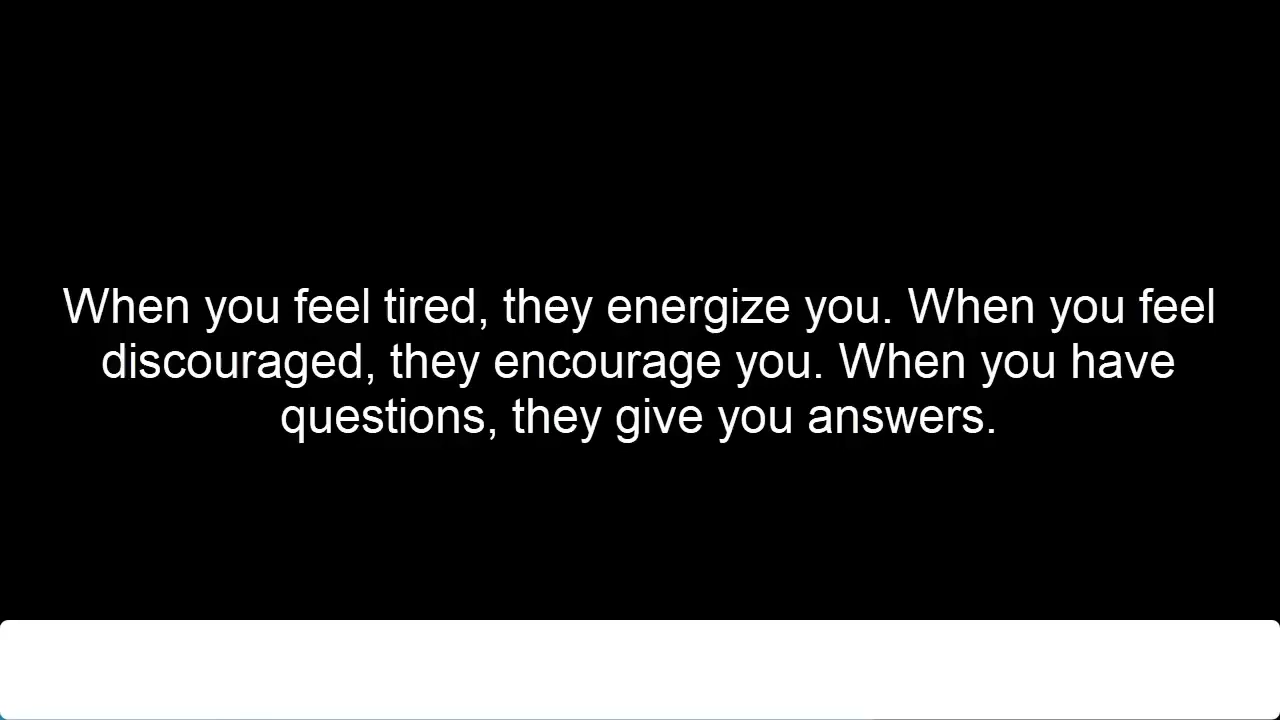 When you feel tired, they energize you. When you feel
discouraged, they encourage you. When you have
questions, they give you answers.